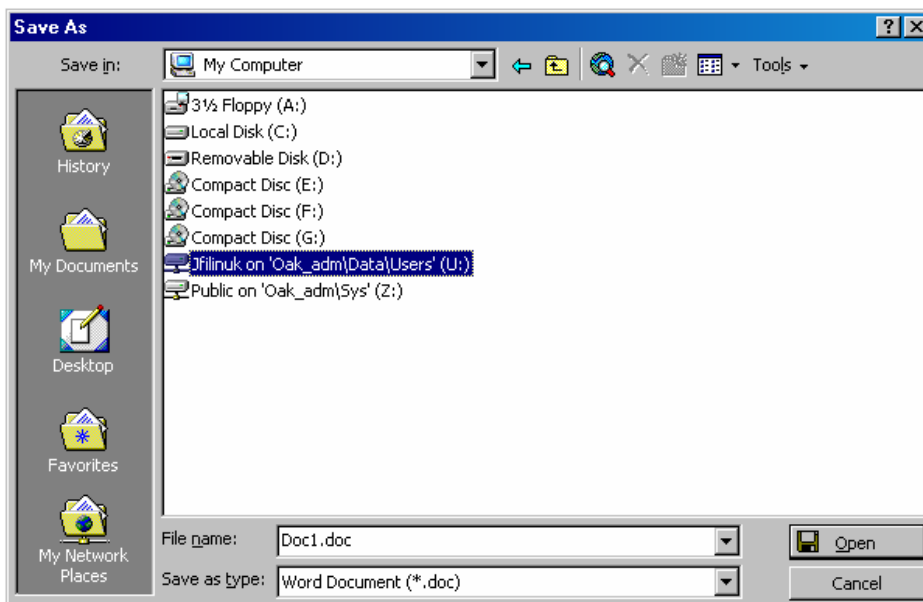 Save As
Save in:
My Computer
Tools
3½ Floppy (A:)
Local Disk (C:)
Removable Disk (D:)
Compact Disc (E:)
Compact Disc (F:)
Compact Disc (G:)
Jfilinuk on 'Oak_adm\Data\Users' (U:)
Public on 'Oak_adm\Sys' (Z:)
History
My Documents
Desktop
Favorites
My Network
Places
File name:
Doc1.doc
Open
Save as type:
Word Document (*.doc)
Cancel